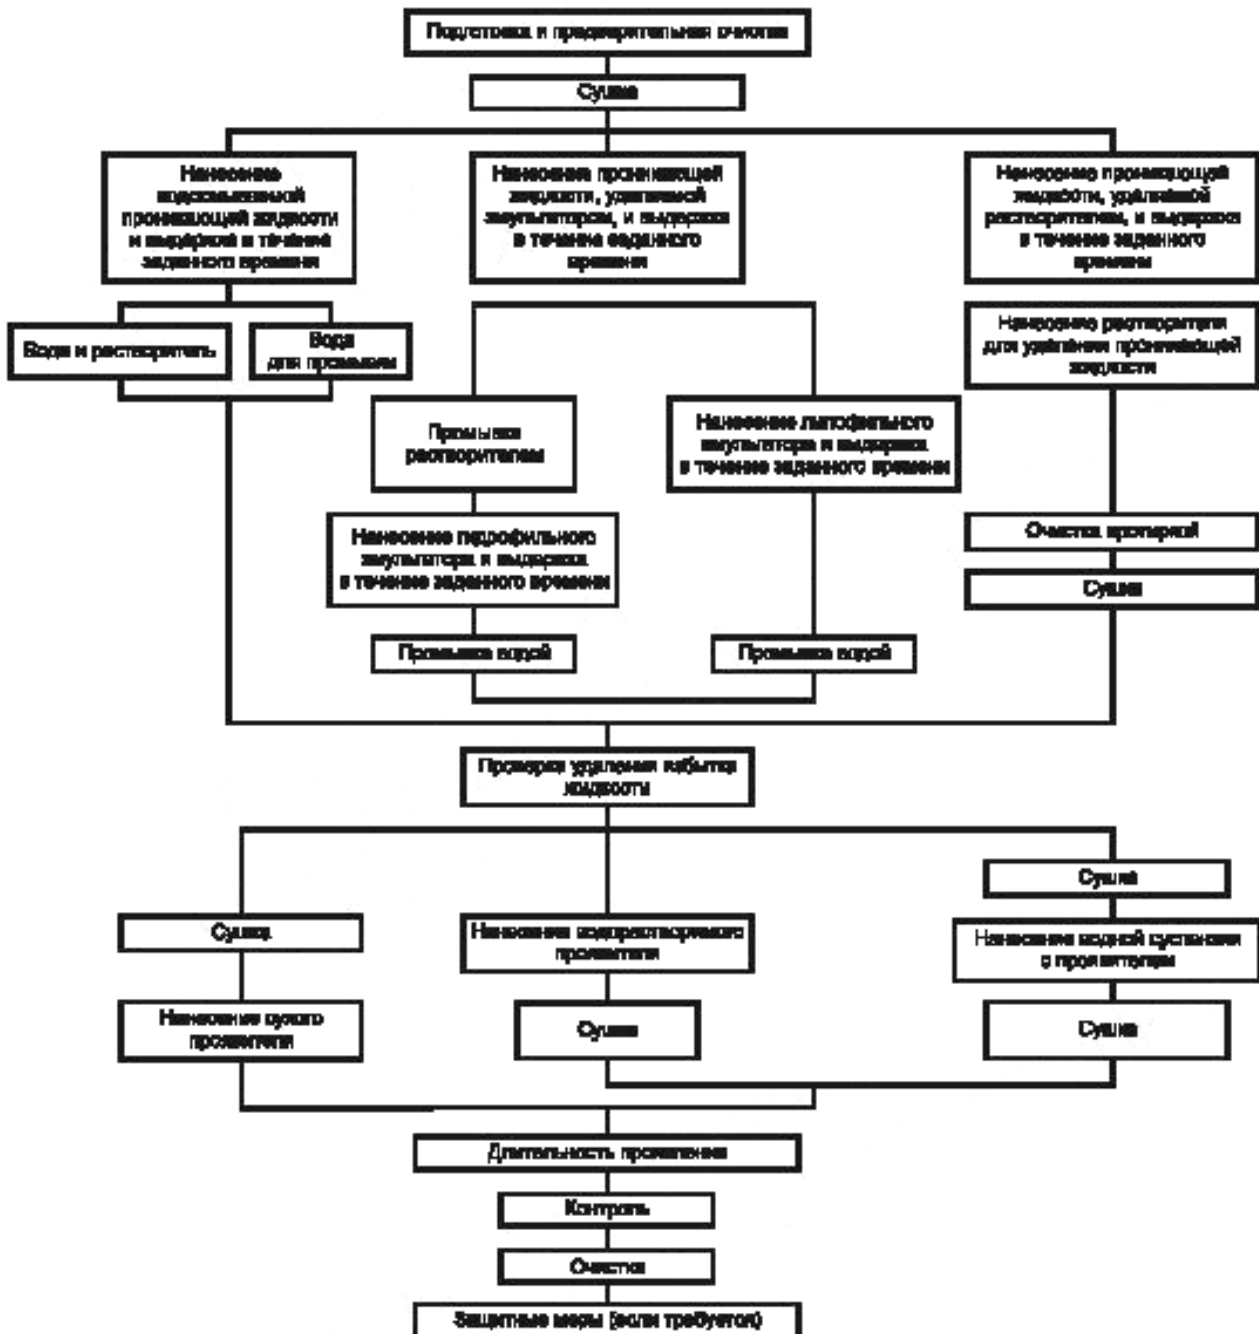 Подготовка и предварительная очистка
Сушка
Нанесение
водосмываемой
проникающей жидкости
и выдержка в течение
заданного времени
Нанесение проникающей
жидкости, удаляемой
эмульгатором, и выдержка
в течение заданного
времени
Нанесение проникающей
жидкости, удаляемой
растворителем, и выдержка
в течение заданного
времени
Вода и растворитель
Вода
для промывки
Нанесение растворителя
для удаления проникающей
жидкости
Промывка
растворителем
Нанесение липофильного
эмульгатора и выдержка
в течение заданного времени
Нанесение гидрофильного
эмульгатора и выдержка
в течение заданного времени
Очистка протиркой
Сушка
Промывка водой
Промывка водой
Проверка удаления избытка
жидкости
Сушка
Сушка
Нанесение водорастворимого
проявителя
Нанесение водной суспензии
с проявителем
Нанесение сухого
проявителя
Сушка
Сушка
Длительность проявления
Контроль
Очистка
Защитные меры (если требуется)